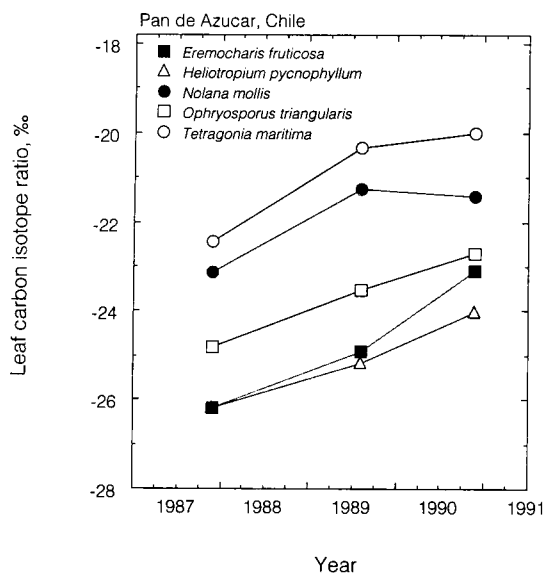 Pan de Azucar, Chile
-18
Eremocharis fruticosa
Heliotropium pycnophyllum
Nolana mollis
Ophryosporus triangularis
Tetragonia maritima
-20
-22
-24
-26
-28
Leaf carbon isotope ratio, ‰
1987 1988 1989 1990 1991
Year